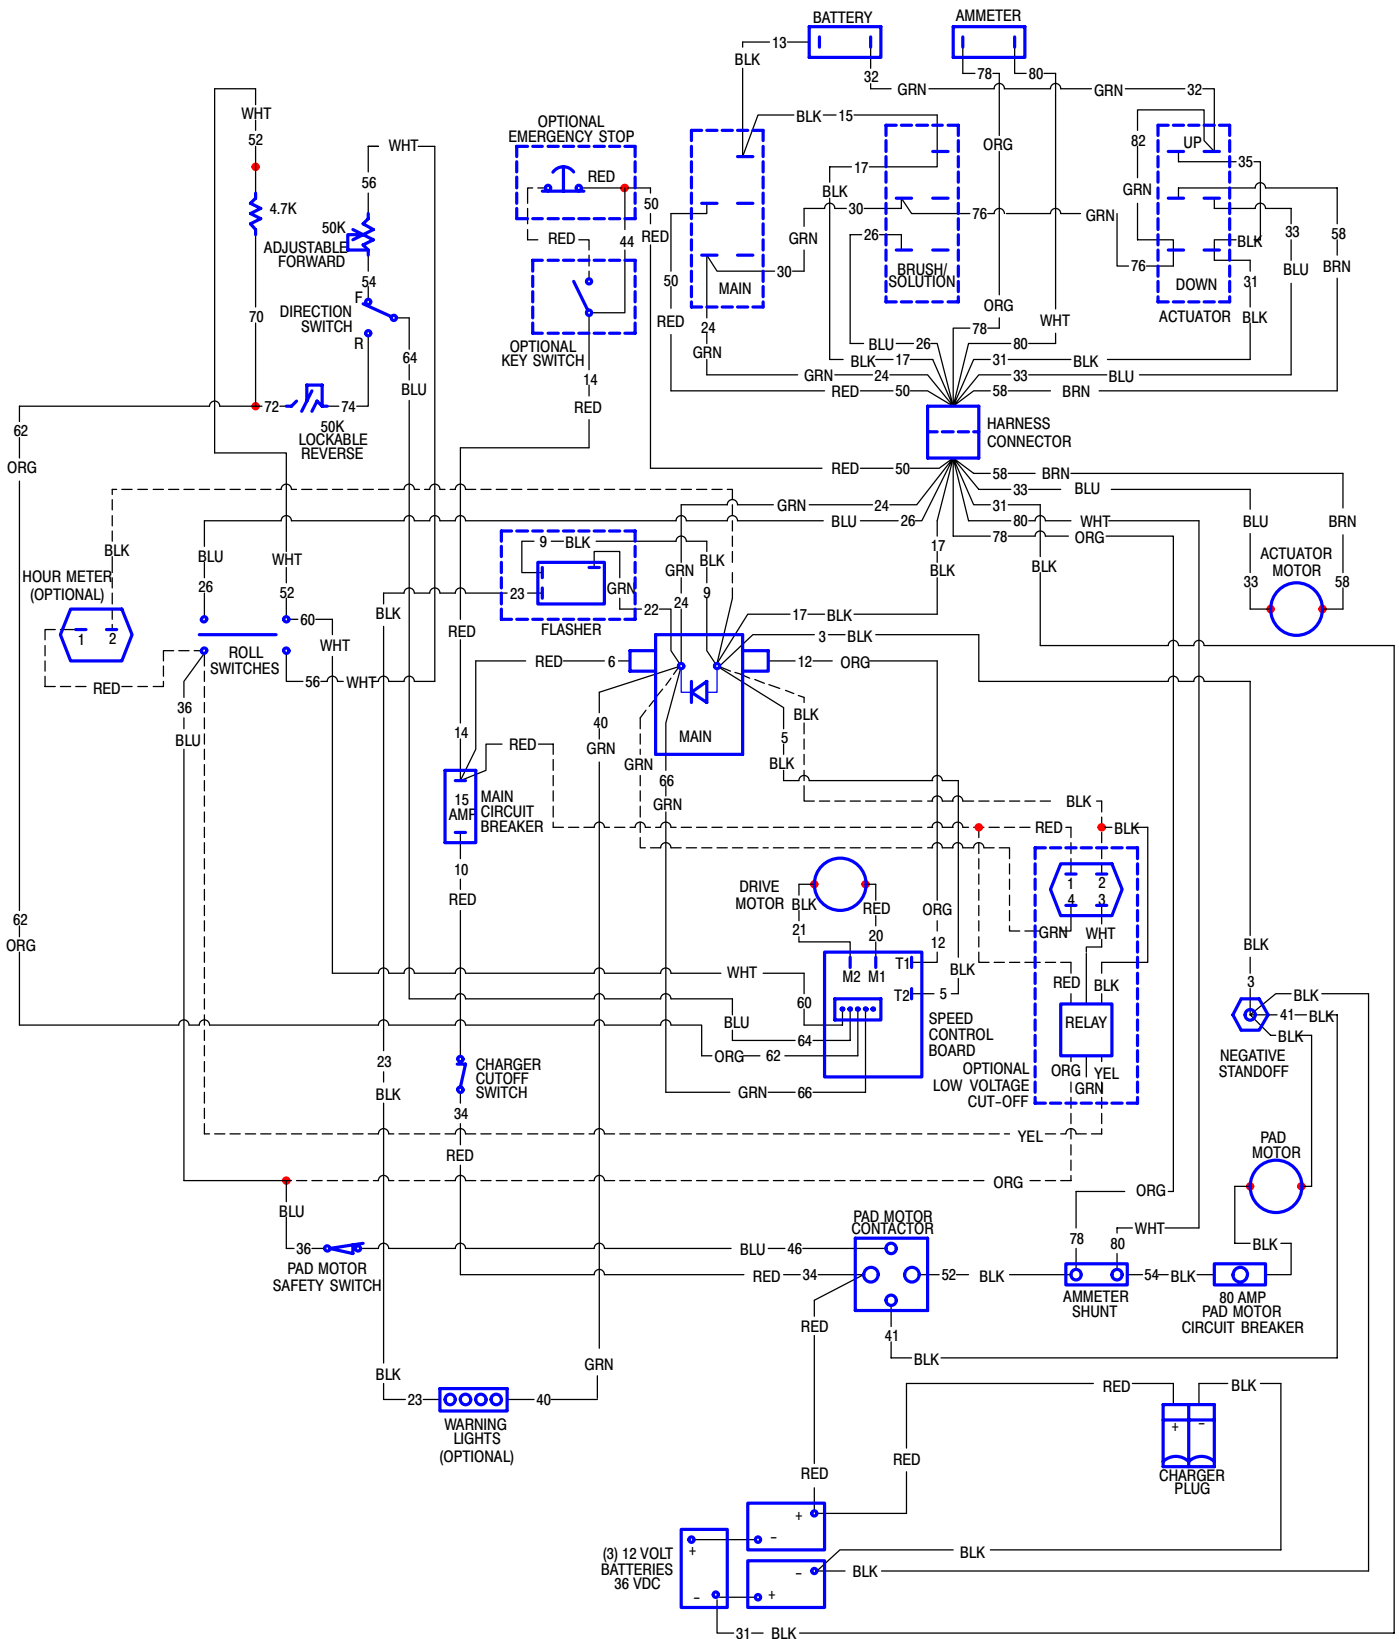 BATTERY
AMMETER
13
BLK
32
GRN
GRN
32
78
80
WHT
52
WHT
56
OPTIONAL
EMERGENCY STOP
RED
50
RED
44
RED
BLK
15
17
BLK
ORG
82
UP
35
GRN
4.7K
50K
ADJUSTABLE
FORWARD
30
GRN
76
GRN
33
58
BLU
BRN
50
RED
26
30
MAIN
BRUSH/
SOLUTION
76
BLK
DOWN
31
BLK
ACTUATOR
54
F
DIRECTION
SWITCH
R
70
64
BLU
OPTIONAL
KEY SWITCH
14
RED
24
GRN
ORG
78
WHT
80
BLU
26
BLK
17
31
BLK
GRN
24
33
BLU
RED
50
58
BRN
72
74
50K
LOCKABLE
REVERSE
62
ORG
HARNESS
CONNECTOR
RED
50
58
BRN
33
BLU
GRN
24
31
BLU
26
80
WHT
78
ORG
17
BLK
BLK
BLU
BRN
ACTUATOR
MOTOR
33
58
BLK
HOUR METER
(OPTIONAL)
1
2
RED
BLU
26
WHT
52
60
WHT
ROLL
SWITCHES
56
WHT
36
BLU
9
BLK
23
GRN
22
FLASHER
BLK
RED
GRN
24
BLK
9
17
BLK
3
BLK
RED
6
12
ORG
MAIN
40
GRN
GRN
66
GRN
BLK
5
BLK
14
RED
15
AMP
MAIN
CIRCUIT
BREAKER
10
RED
BLK
RED
BLK
1
2
4
3
GRN
WHT
RED
BLK
RELAY
ORG
YEL
GRN
OPTIONAL
LOW VOLTAGE
CUT-OFF
DRIVE
MOTOR
BLK
RED
21
20
ORG
12
M2
M1
T1
T2
5
BLK
SPEED
CONTROL
BOARD
62
ORG
WHT
60
BLU
64
ORG
62
GRN
66
BLK
3
BLK
41
BLK
BLK
NEGATIVE
STANDOFF
23
BLK
CHARGER
CUTOFF
SWITCH
34
RED
YEL
ORG
PAD
MOTOR
BLU
36
PAD MOTOR
SAFETY SWITCH
BLU
46
RED
34
PAD MOTOR
CONTACTOR
52
BLK
ORG
78
WHT
80
AMMETER
SHUNT
54
BLK
BLK
80 AMP
PAD MOTOR
CIRCUIT BREAKER
RED
41
BLK
BLK
23
40
GRN
WARNING
LIGHTS
(OPTIONAL)
RED
BLK
RED
RED
+
-
CHARGER
PLUG
+
-
+
-
-
+
(3) 12 VOLT
BATTERIES
36 VDC
BLK
BLK
31
BLK